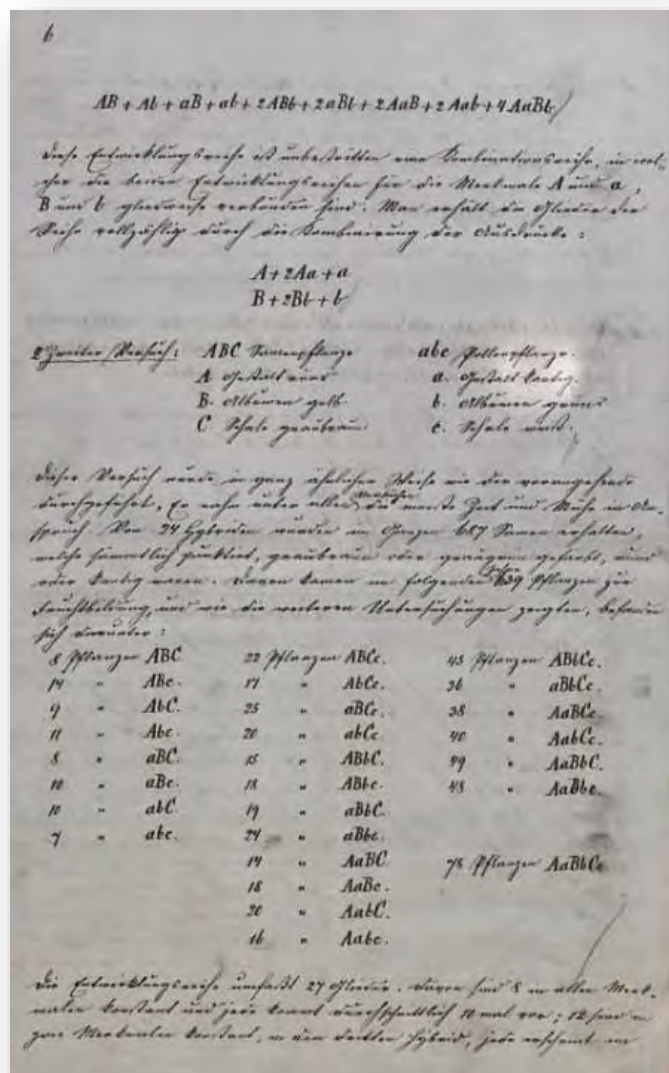 6
AB + Ab + aB + ab + 2ABb + 2aBb + 2AaB + 2Aab + 4AaBb
Diese Entwicklungsreihe ist unbestritten eine Kombinationsreihe, in wel-
cher die beiden Entwicklungsreihen für die Merkmale A und a,
B und b gliedweise verbunden sind. Man erhält die Glieder der
Reihe vollzählig durch die Kombinirung der Ausdrücke:
A + 2Aa + a
B + 2Bb + b
2 Zweiter Versuch: ABC Samenpflanze abc Pollenpflanze.
A Gestalt rund a. Gestalt kantig.
B. Albumen gelb. b. Albumen grün
C Schale graubraun c. Schale weiß.
Dieser Versuch wurde in ganz ähnlicher Weise wie der vorangehende
durchgeführt. Er nahm unter allen Versuchen die meiste Zeit und Mühe in An-
spruch. Von 24 Hybriden wurden im Ganzen 687 Samen erhalten,
welche sämmtlich punktirt, graubraun oder graugrün gefärbt, rund
oder kantig waren. Davon kamen im folgenden Jahre 639 Pflanzen zur
Fruchtbildung, und wie die weiteren Untersuchungen zeigten, befanden
sich darunter:
8 Pflanzen ABC 22 Pflanzen ABCc. 45 Pflanzen ABbCc.
14 " ABc. 17 " AbCc. 36 " aBbCc.
9 " AbC. 25 " aBCc. 38 " AaBCc.
11 " Abc. 20 " abCc 40 " AabCc.
8 " aBC. 15 " ABbC. 49 " AaBbC.
10 " aBc. 18 " ABbc. 48 " AaBbc.
10 " abC. 19 " aBbC.
7 " abc. 24 " aBbc.
14 " AaBC. 78 Pflanzen AaBbCc
18 " AaBc.
20 " AabC.
16 " Aabc.
Die Entwicklungsreihe umfaßt 27 Glieder. Davon sind 8 in allen Merk-
malen konstant und jede kommt durchschnittlich 10 mal vor; 12 sind in
zwei Merkmalen konstant, in dem dritten hybrid, jede erscheint im